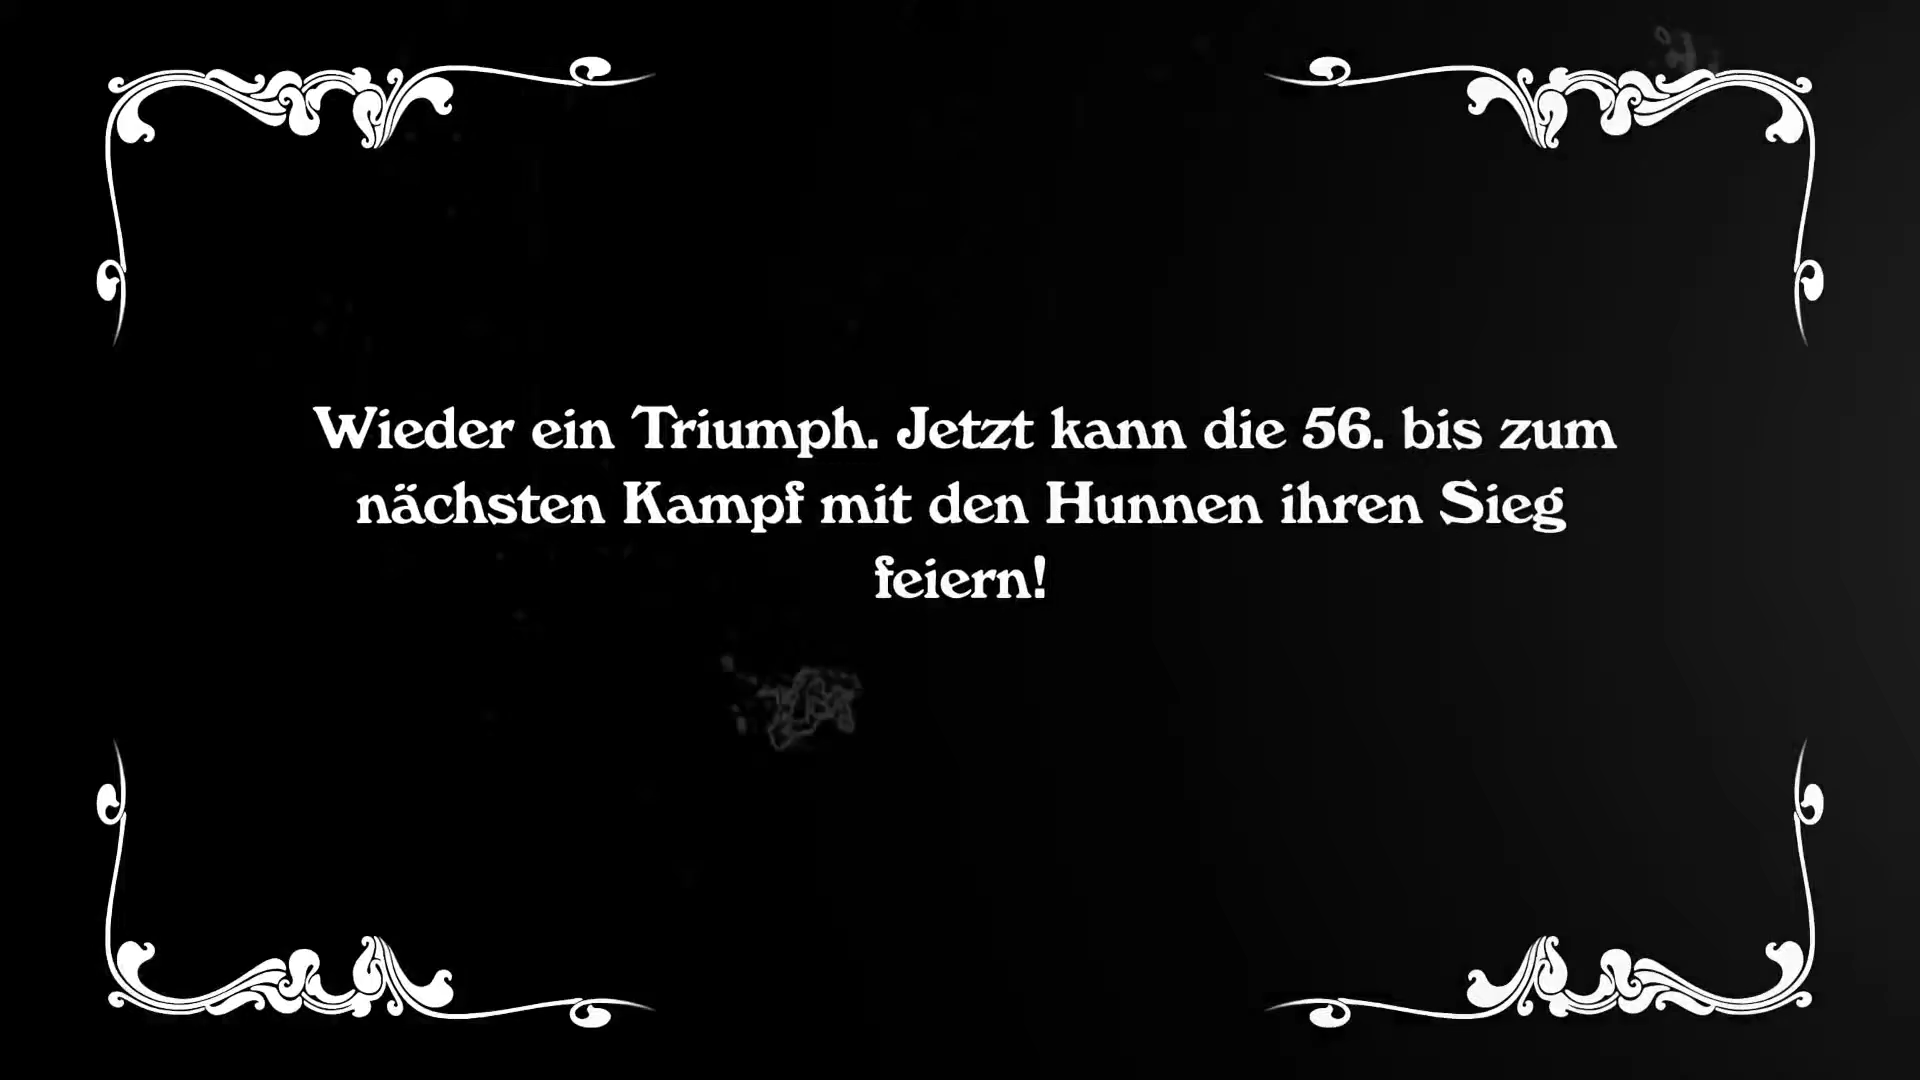 Wieder ein Triumph. Jetzt kann die 56. bis zum
nächsten Kampf mit den Hunnen ihren Sieg
feiern!